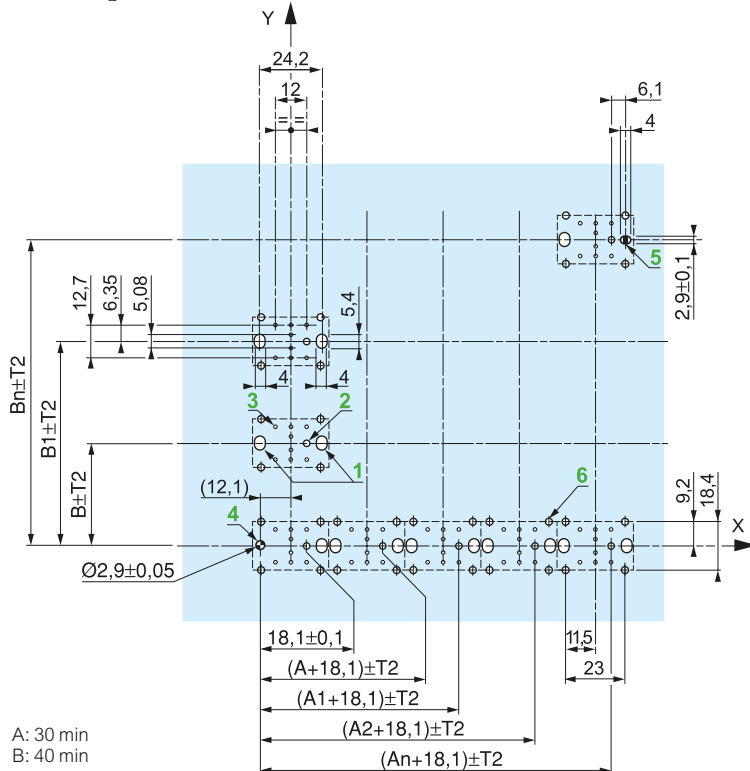 Y
24,2
12
= =
6,1
4
5
2,9±0,1
12,7
6,35
5,08
5,4
4
4
3
2
1
Bn±T2
B1±T2
B±T2
(12,1)
4
6
9,2
18,4
X
Ø2,9±0,05
18,1±0,1
11,5
(A+18,1)±T2
23
(A1+18,1)±T2
(A2+18,1)±T2
(An+18,1)±T2
A: 30 min
B: 40 min